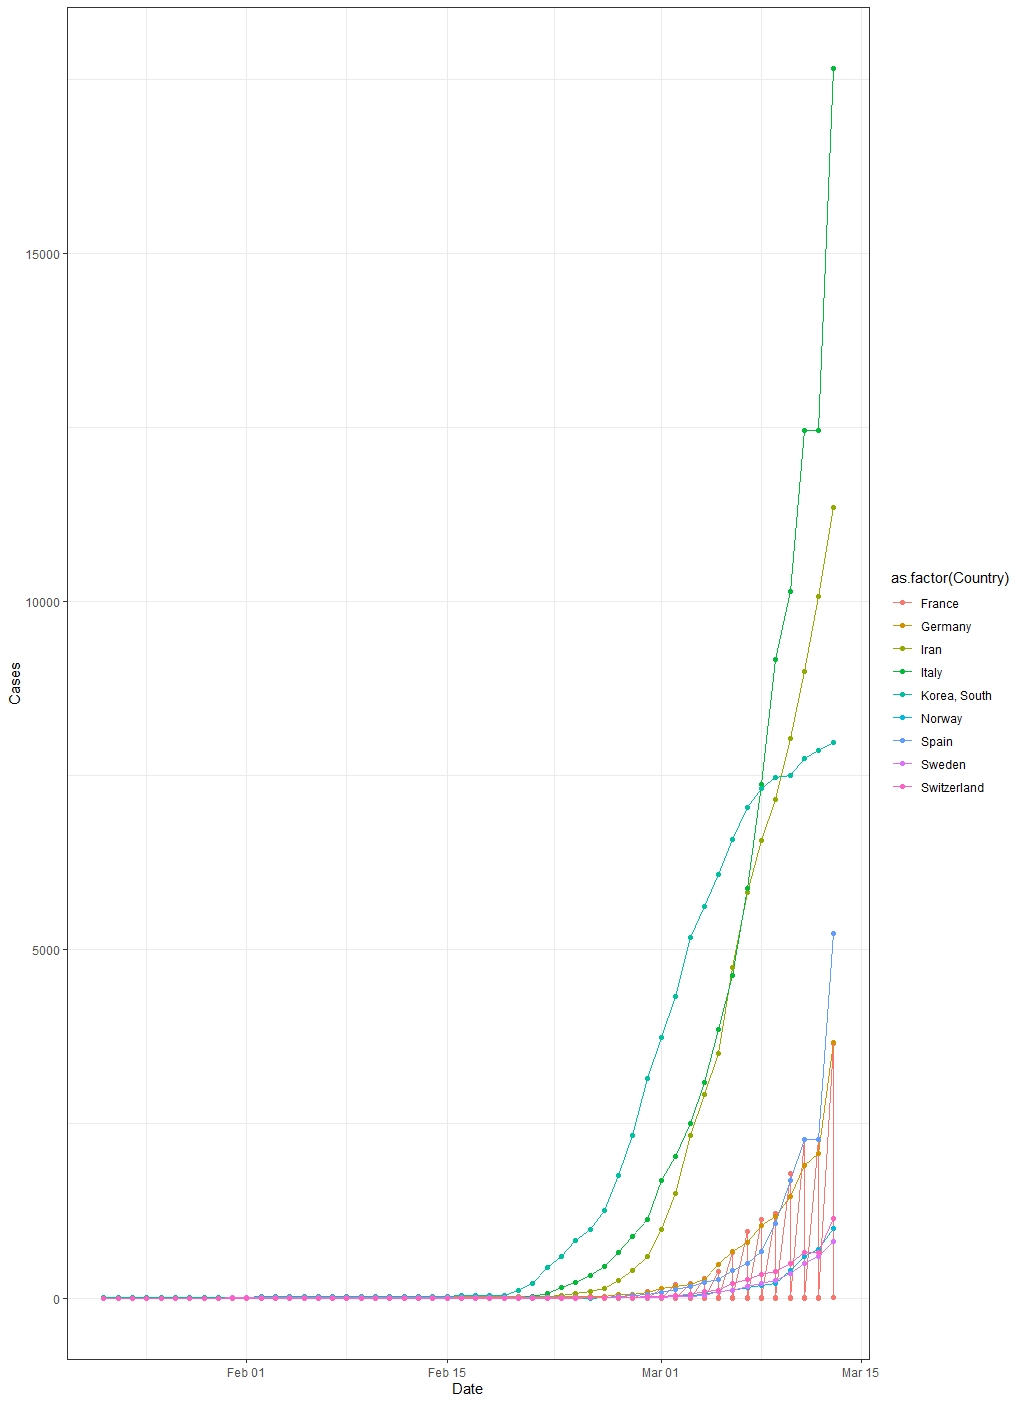 15000
10000
5000
0
Cases
Feb 01
Feb 15
Mar 01
Mar 15
Date
as.factor(Country)
France
Germany
Iran
Italy
Korea, South
Norway
Spain
Sweden
Switzerland